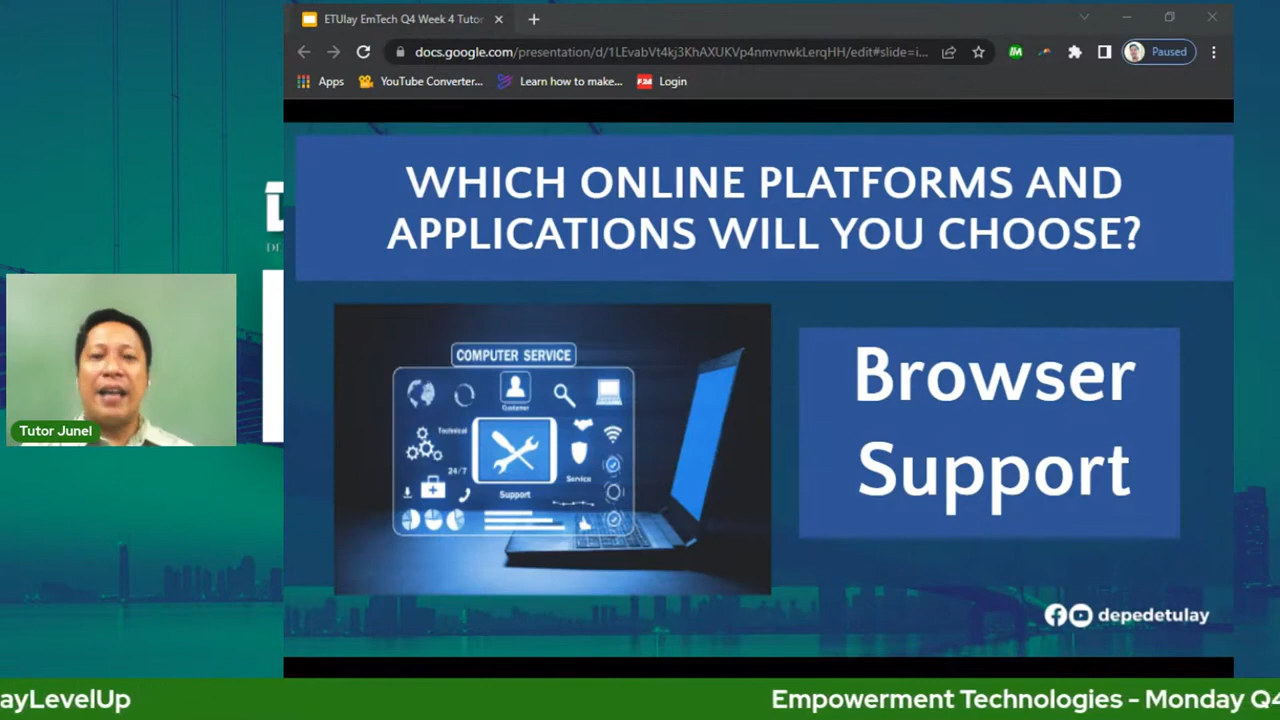 ETUlay EmTech Q4 Week 4 Tutor
docs.google.com/presentation/d/1LEvabVt4kj3KhAXUKVp4nmvnwkLerqHH/edit#slide=i...
Paused
Apps
YouTube Converter...
Learn how to make...
Login
WHICH ONLINE PLATFORMS AND
APPLICATIONS WILL YOU CHOOSE?
COMPUTER SERVICE
Customer
Technical
24/7
Service
Support
Browser
Support
depedetulay
DE
Tutor Junel
ayLevelUp
Empowerment Technologies - Monday Q4